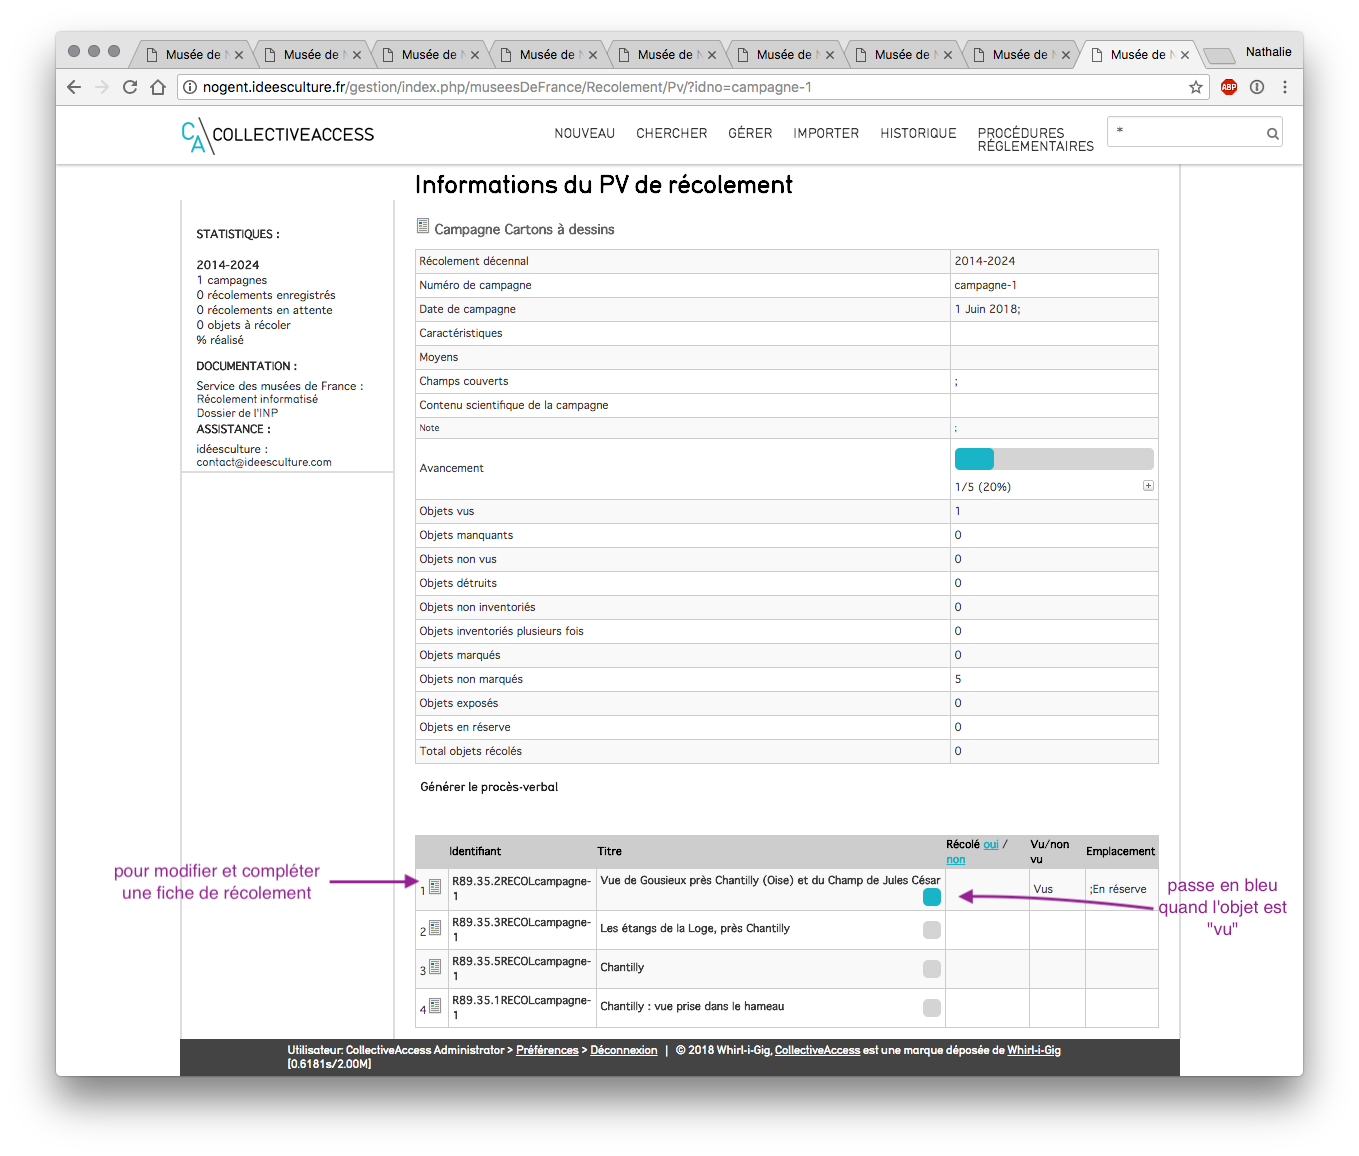 Musée de N
Musée de N
Musée de N
Musée de N
Musée de N
Musée de N
Musée de N
Musée de N
Musée de N
Nathalie
nogent.ideesculture.fr/gestion/index.php/museesDeFrance/Recolement/Pv/?idno=campagne-1
ABP
CA\COLLECTIVEACCESS
NOUVEAU
CHERCHER
GÉRER
IMPORTER
HISTORIQUE
PROCÉDURES
RÉGLEMENTAIRES
*
Informations du PV de récolement
STATISTIQUES :
2014-2024
1 campagnes
0 récolements enregistrés
0 récolements en attente
0 objets à récoler
% réalisé
DOCUMENTATION :
Service des musées de France :
Récolement informatisé
Dossier de l'INP
ASSISTANCE :
idéesculture :
contact@ideesculture.com
Campagne Cartons à dessins
Récolement décennal 2014-2024
Numéro de campagne campagne-1
Date de campagne 1 Juin 2018;
Caractéristiques
Moyens
Champs couverts ;
Contenu scientifique de la campagne
Note ;
Avancement
1/5 (20%)
Objets vus 1
Objets manquants 0
Objets non vus 0
Objets détruits 0
Objets non inventoriés 0
Objets inventoriés plusieurs fois 0
Objets marqués 0
Objets non marqués 5
Objets exposés 0
Objets en réserve 0
Total objets récolés 0
Générer le procès-verbal
Identifiant
Titre
Récolé oui /
non
Vu/non
vu
Emplacement
pour modifier et compléter
une fiche de récolement
1
R89.35.2RECOLcampagne-
1
Vue de Gousieux près Chantilly (Oise) et du Champ de Jules César
Vus
;En réserve
passe en bleu
quand l'objet est
"vu"
2
R89.35.3RECOLcampagne-
1
Les étangs de la Loge, près Chantilly
3
R89.35.5RECOLcampagne-
1
Chantilly
4
R89.35.1RECOLcampagne-
1
Chantilly : vue prise dans le hameau
Utilisateur: CollectiveAccess Administrator > Préférences > Déconnexion | © 2018 Whirl-i-Gig, CollectiveAccess est une marque déposée de Whirl-i-Gig
[0.6181s/2.00M]